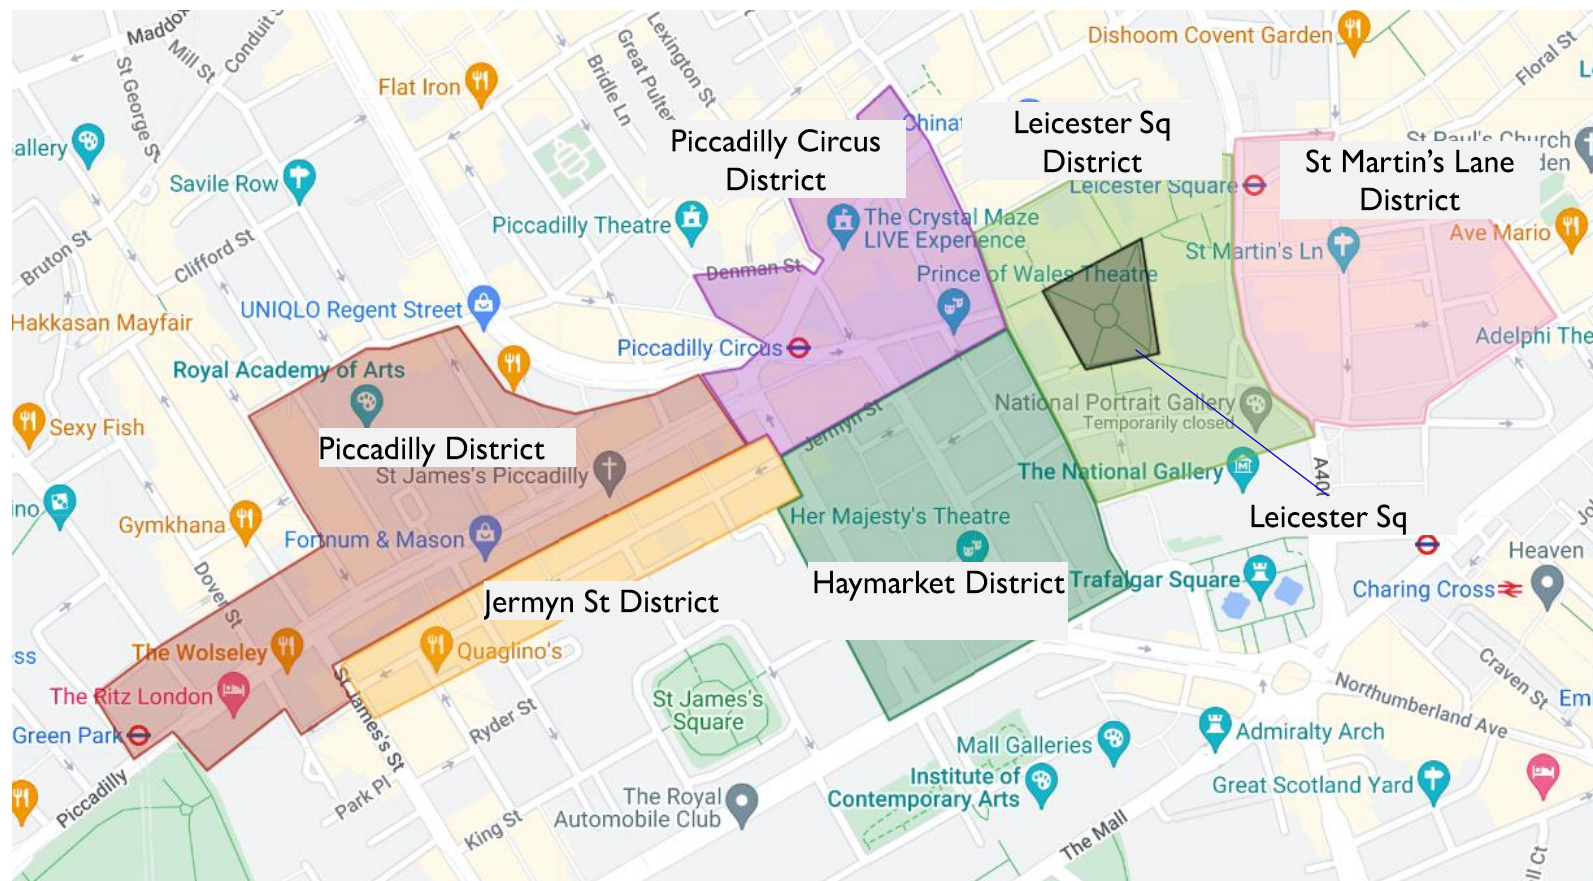 Maddo
Mill St
Conduit S
St George St
Lexington St
Great Pulter
Bridle Ln
Dishoom Covent Garden
Floral St
Flat Iron
allery
Savile Row
Chinat
Piccadilly Circus
District
Leicester Sq
District
St Paul's Church
den
St Martin's Lane
District
Leicester Square
Piccadilly Theatre
The Crystal Maze
LIVE Experience
Bruton St
Clifford St
Denman St
Prince of Wales Theatre
St Martin's Ln
Ave Mario
UNIQLO Regent Street
Hakkasan Mayfair
Piccadilly Circus
Adelphi The
Royal Academy of Arts
Sexy Fish
Piccadilly District
St James's Piccadilly
Jermyn St
National Portrait Gallery
Temporarily closed
The National Gallery
A40
ino
Gymkhana
Fortnum & Mason
Her Majesty's Theatre
Leicester Sq
Heaven
Dover St
Jermyn St District
Haymarket District
Trafalgar Square
Charing Cross
ss
The Wolseley
Quaglino's
The Ritz London
Green Park
St James's St
Ryder St
St James's
Square
Craven St
Northumberland Ave
Em
Mall Galleries
Admiralty Arch
Institute of
Contemporary Arts
Great Scotland Yard
Piccadilly
Park Pl
King St
The Royal
Automobile Club
The Mall
ll Ct